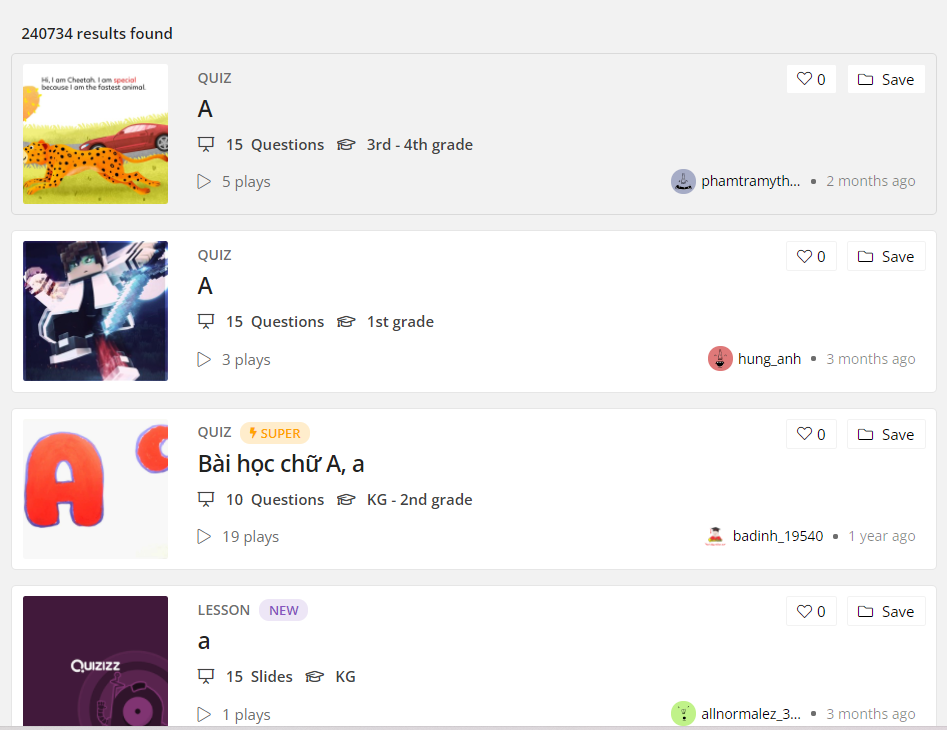 240734 results found
Hi, I am Cheetah. I am special
because I am the fastest animal.
QUIZ
0
Save
A
15 Questions
3rd - 4th grade
5 plays
phamtramyth... • 2 months ago
QUIZ
0
Save
A
15 Questions
1st grade
3 plays
hung_anh • 3 months ago
A
QUIZ
SUPER
0
Save
Bài học chữ A, a
10 Questions
KG - 2nd grade
19 plays
badinh_19540 • 1 year ago
Quizizz
LESSON
NEW
0
Save
a
15 Slides
KG
1 plays
allnormalez_3... • 3 months ago